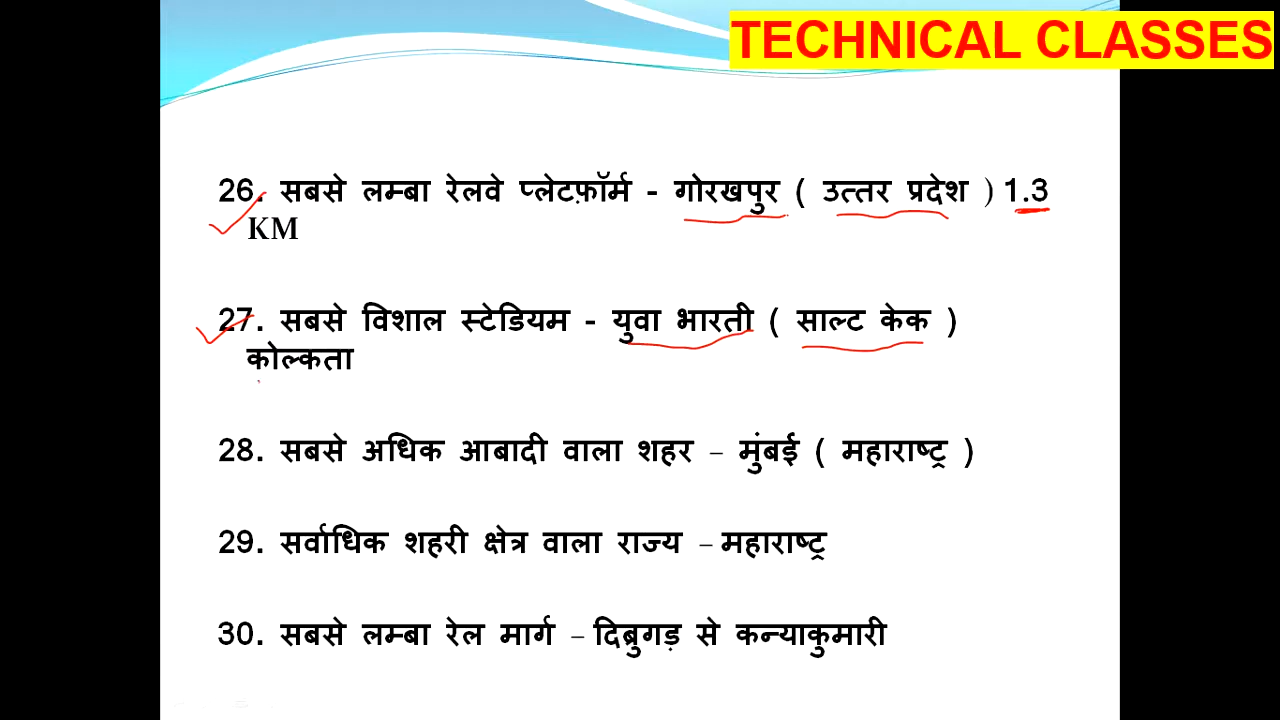 TECHNICAL CLASSES
26. सबसे लम्बा रेलवे प्लेटफ़ॉर्म - गोरखपुर ( उत्तर प्रदेश ) 1.3
KM
27. सबसे विशाल स्टेडियम - युवा भारती ( साल्ट केक )
कोल्कता
28. सबसे अधिक आबादी वाला शहर – मुंबई ( महाराष्ट्र )
29. सर्वाधिक शहरी क्षेत्र वाला राज्य – महाराष्ट्र
30. सबसे लम्बा रेल मार्ग – दिब्रुगड़ से कन्याकुमारी